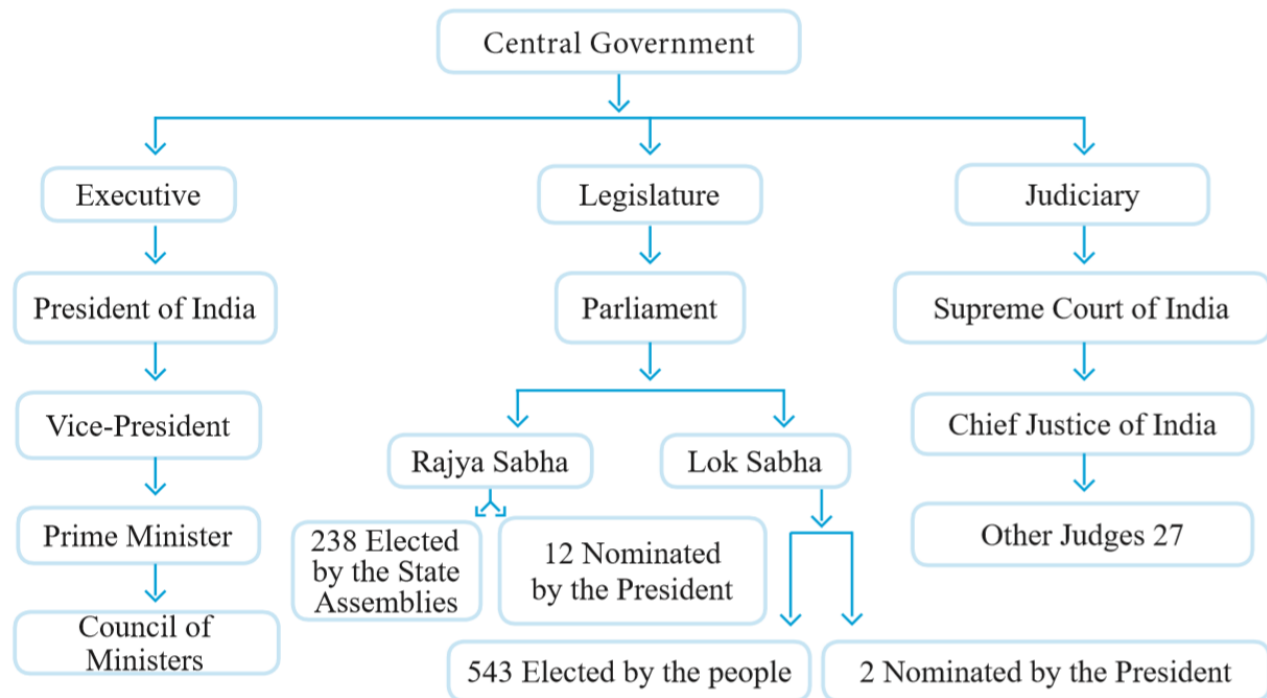 Central Government
Executive
Legislature
Judiciary
President of India
Parliament
Supreme Court of India
Vice-President
Chief Justice of India
Rajya Sabha
Lok Sabha
Prime Minister
238 Elected
by the State
Assemblies
12 Nominated
by the President
Other Judges 27
Council of
Ministers
543 Elected by the people
2 Nominated by the President